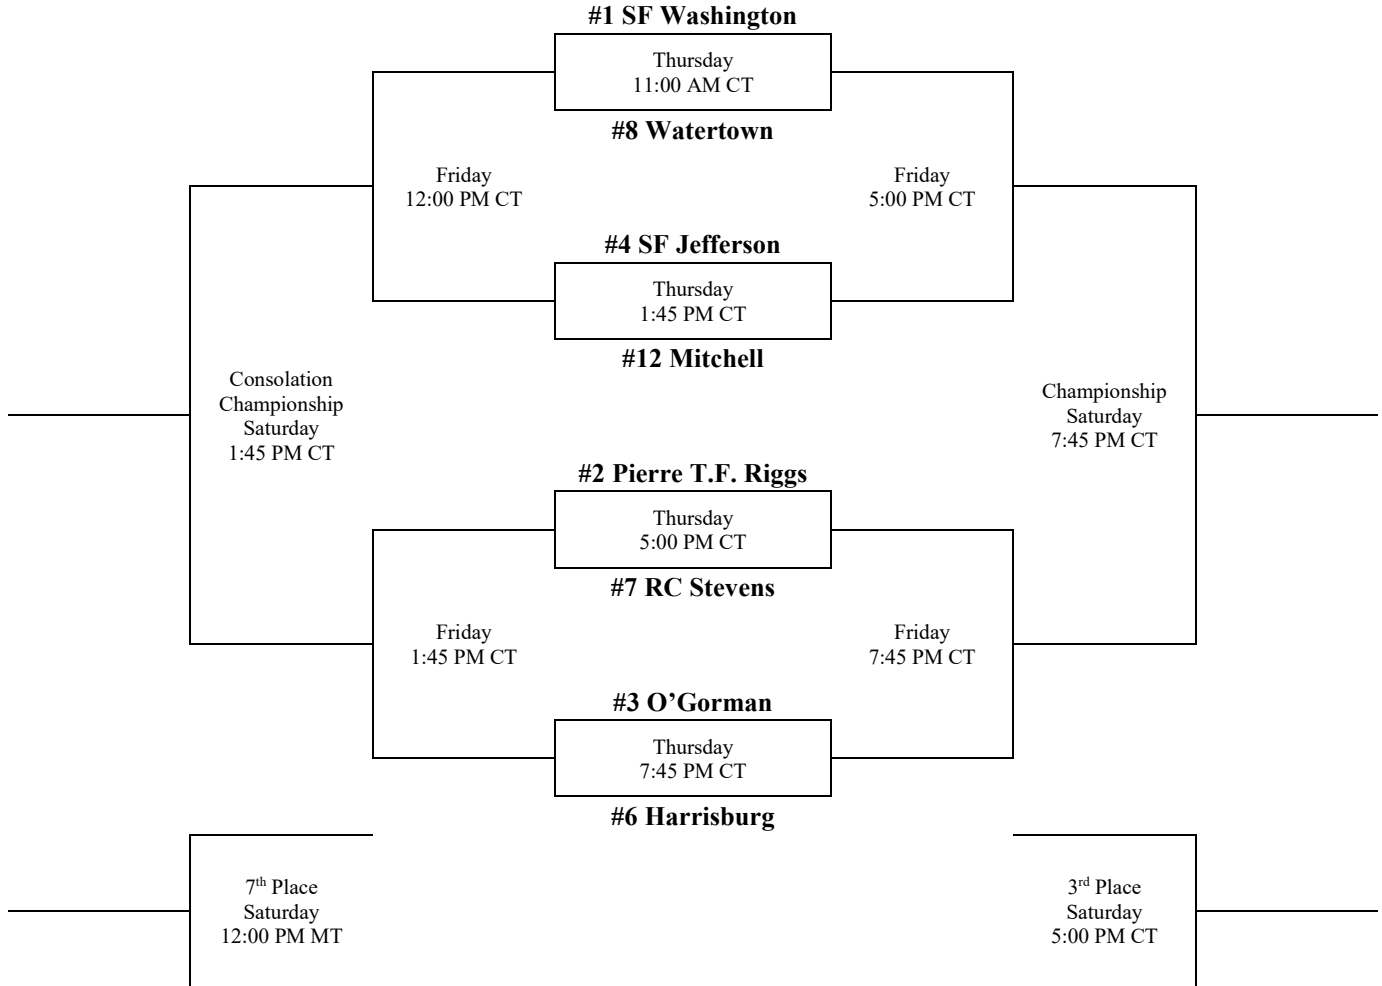 #1 SF Washington
Thursday
11:00 AM CT
#8 Watertown
Friday
12:00 PM CT
Friday
5:00 PM CT
#4 SF Jefferson
Thursday
1:45 PM CT
#12 Mitchell
Consolation
Championship
Saturday
1:45 PM CT
Championship
Saturday
7:45 PM CT
#2 Pierre T.F. Riggs
Thursday
5:00 PM CT
#7 RC Stevens
Friday
1:45 PM CT
Friday
7:45 PM CT
#3 O’Gorman
Thursday
7:45 PM CT
#6 Harrisburg
7th Place
Saturday
12:00 PM MT
3rd Place
Saturday
5:00 PM CT